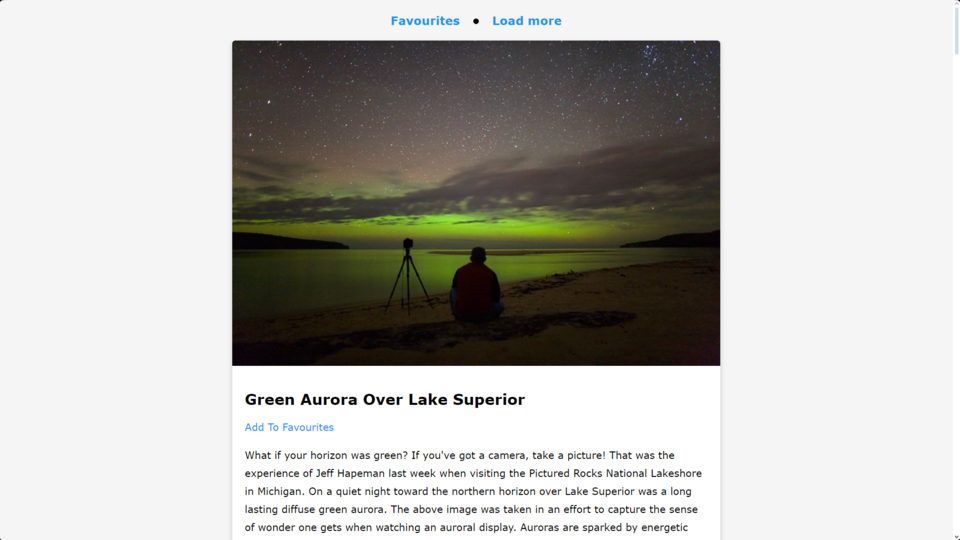 Favourites ● Load more
Green Aurora Over Lake Superior
Add To Favourites
What if your horizon was green? If you've got a camera, take a picture! That was the
experience of Jeff Hapeman last week when visiting the Pictured Rocks National Lakeshore
in Michigan. On a quiet night toward the northern horizon over Lake Superior was a long
lasting diffuse green aurora. The above image was taken in an effort to capture the sense
of wonder one gets when watching an auroral display. Auroras are sparked by energetic